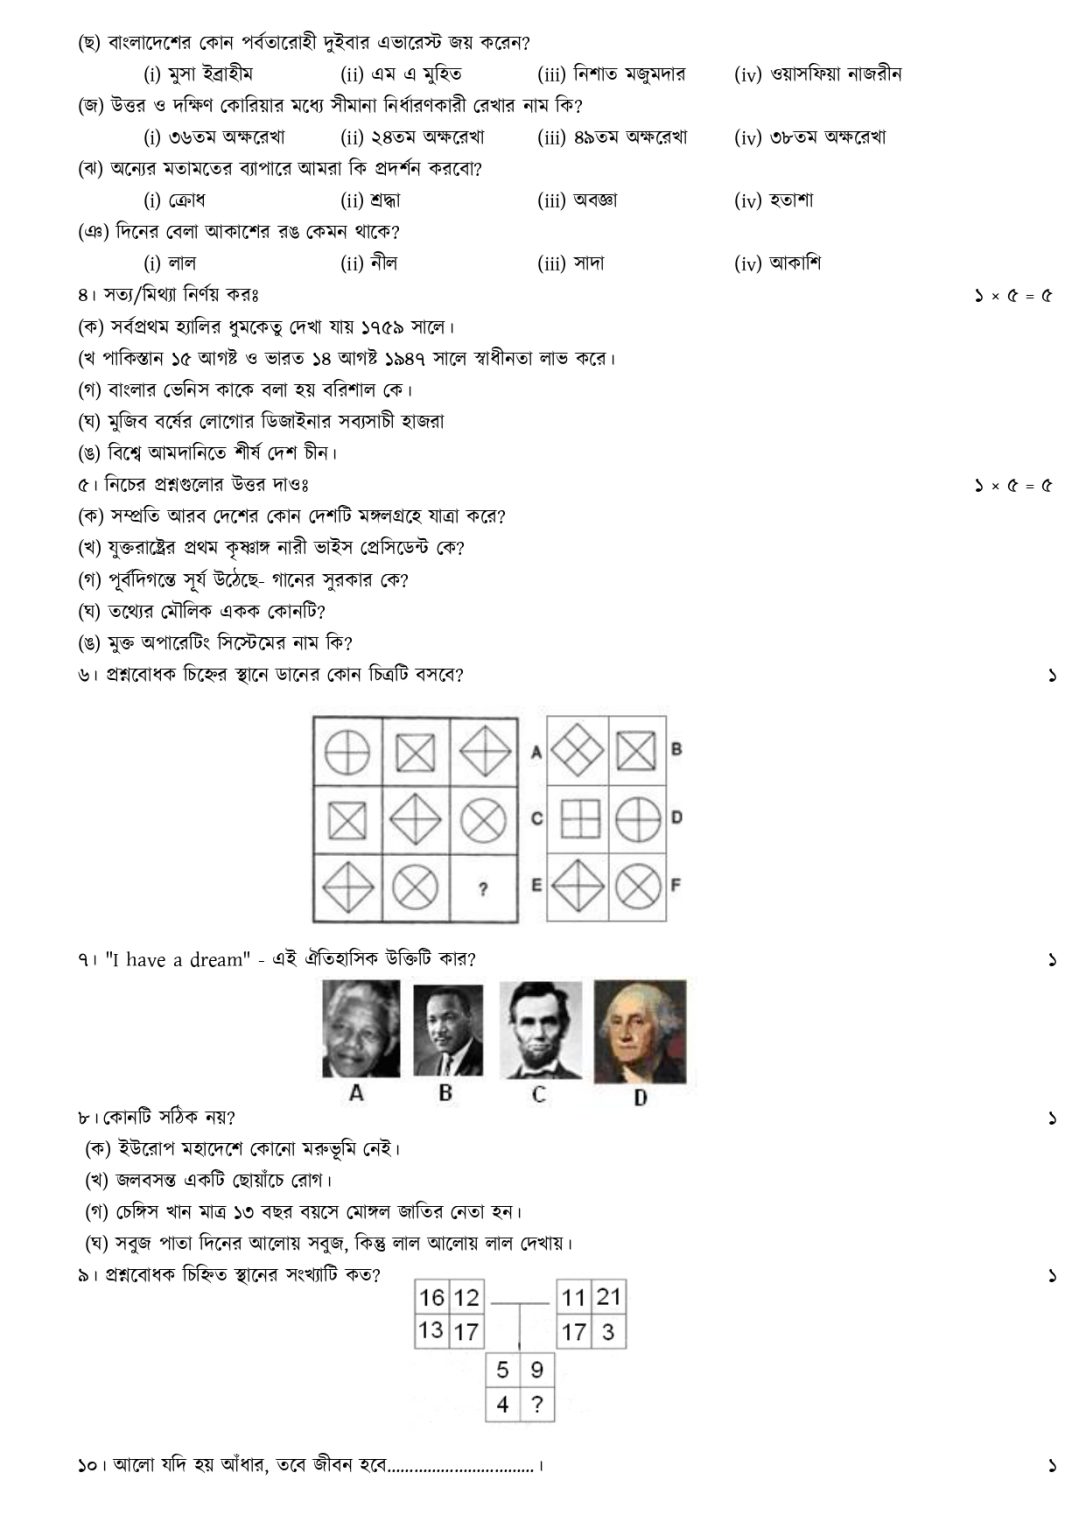 (ছ) বাংলাদেশের কোন পর্বতারোহী দুইবার এভারেস্ট জয় করেন?
(i) মুসা ইব্রাহীম (ii) এম এ মুহিত (iii) নিশাত মজুমদার (iv) ওয়াসফিয়া নাজরীন
(জ) উত্তর ও দক্ষিণ কোরিয়ার মধ্যে সীমানা নির্ধারণকারী রেখার নাম কি?
(i) ৩৬তম অক্ষরেখা (ii) ২৪তম অক্ষরেখা (iii) ৪৯তম অক্ষরেখা (iv) ৩৮তম অক্ষরেখা
(ঝ) অন্যের মতামতের ব্যাপারে আমরা কি প্রদর্শন করবো?
(i) ক্রোধ (ii) শ্রদ্ধা (iii) অবজ্ঞা (iv) হতাশা
(ঞ) দিনের বেলা আকাশের রঙ কেমন থাকে?
(i) লাল (ii) নীল (iii) সাদা (iv) আকাশি
৪। সত্য/মিথ্যা নির্ণয় করঃ ১ × ৫ = ৫
(ক) সর্বপ্রথম হ্যালির ধুমকেতু দেখা যায় ১৭৫৯ সালে।
(খ পাকিস্তান ১৫ আগষ্ট ও ভারত ১৪ আগষ্ট ১৯৪৭ সালে স্বাধীনতা লাভ করে।
(গ) বাংলার ভেনিস কাকে বলা হয় বরিশাল কে।
(ঘ) মুজিব বর্ষের লোগোর ডিজাইনার সব্যসাচী হাজরা
(ঙ) বিশ্বে আমদানিতে শীর্ষ দেশ চীন।
৫। নিচের প্রশ্নগুলোর উত্তর দাওঃ ১ × ৫ = ৫
(ক) সম্প্রতি আরব দেশের কোন দেশটি মঙ্গলগ্রহে যাত্রা করে?
(খ) যুক্তরাষ্ট্রের প্রথম কৃষ্ণাঙ্গ নারী ভাইস প্রেসিডেন্ট কে?
(গ) পূর্বদিগন্তে সূর্য উঠেছে- গানের সুরকার কে?
(ঘ) তথ্যের মৌলিক একক কোনটি?
(ঙ) মুক্ত অপারেটিং সিস্টেমের নাম কি?
৬। প্রশ্নবোধক চিহ্নের স্থানে ডানের কোন চিত্রটি বসবে? ১
A B
C D
? E F
৭। "I have a dream" - এই ঐতিহাসিক উক্তিটি কার? ১
A B C D
৮। কোনটি সঠিক নয়? ১
(ক) ইউরোপ মহাদেশে কোনো মরুভূমি নেই।
(খ) জলবসন্ত একটি ছোয়াঁচে রোগ।
(গ) চেঙ্গিস খান মাত্র ১৩ বছর বয়সে মোঙ্গল জাতির নেতা হন।
(ঘ) সবুজ পাতা দিনের আলোয় সবুজ, কিন্তু লাল আলোয় লাল দেখায়।
৯। প্রশ্নবোধক চিহ্নিত স্থানের সংখ্যাটি কত? ১
16 12 11 21
13 17 17 3
5 9
4 ?
১০। আলো যদি হয় আঁধার, তবে জীবন হবে.................................। ১